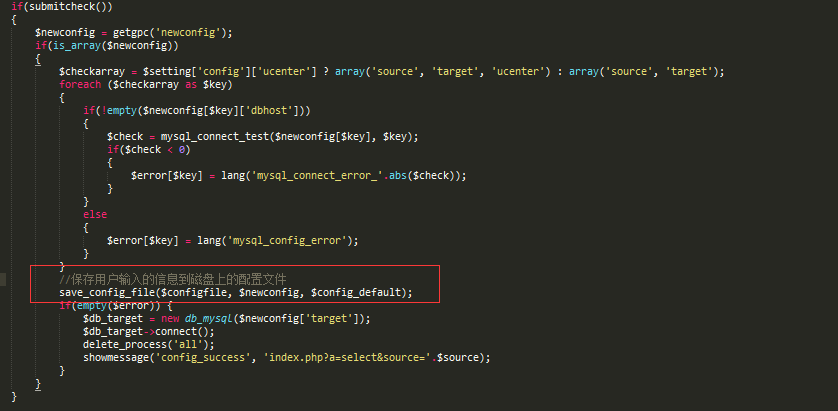 if(submitcheck())
{
$newconfig = getgpc('newconfig');
if(is_array($newconfig))
{
$checkarray = $setting['config']['ucenter'] ? array('source', 'target', 'ucenter') : array('source', 'target');
foreach ($checkarray as $key)
{
if(!empty($newconfig[$key]['dbhost']))
{
$check = mysql_connect_test($newconfig[$key], $key);
if($check < 0)
{
$error[$key] = lang('mysql_connect_error_'.abs($check));
}
}
else
{
$error[$key] = lang('mysql_config_error');
}
}
//保存用户输入的信息到磁盘上的配置文件
save_config_file($configfile, $newconfig, $config_default);
if(empty($error)) {
$db_target = new db_mysql($newconfig['target']);
$db_target->connect();
delete_process('all');
showmessage('config_success', 'index.php?a=select&source='.$source);
}
}
}